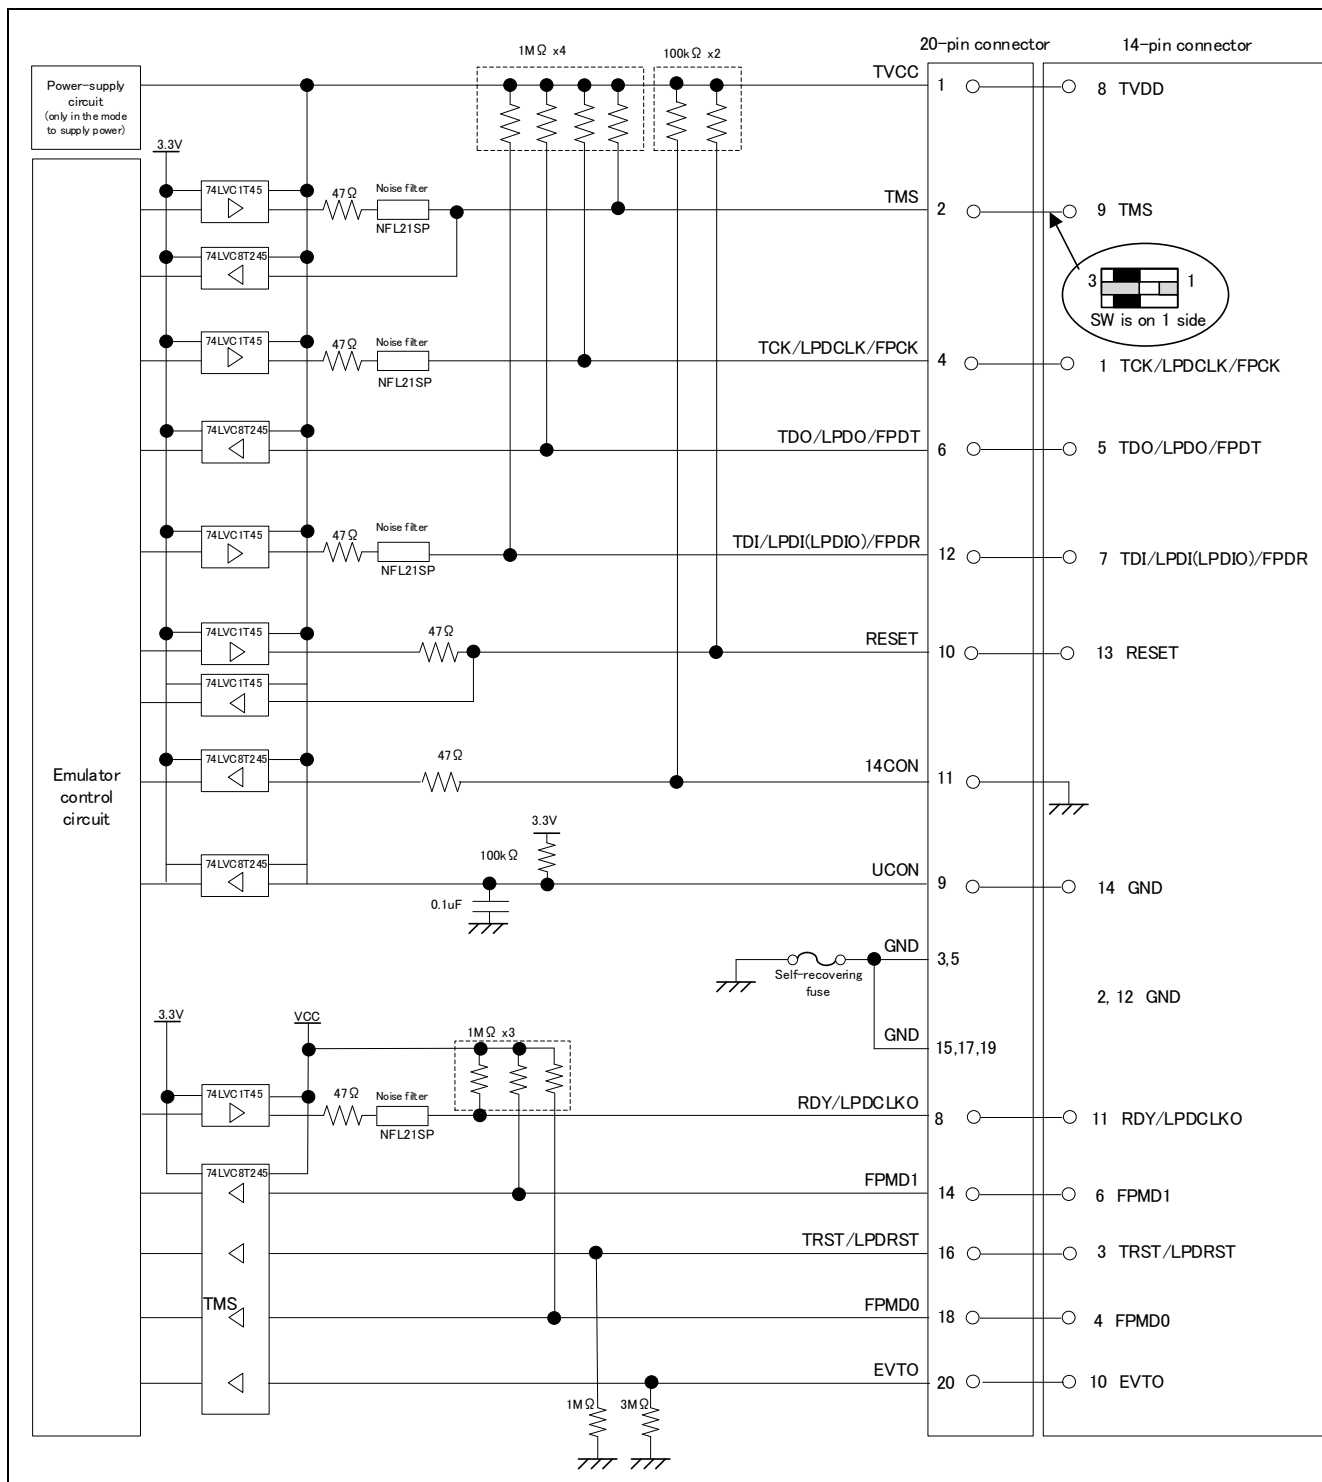 20-pin connector
14-pin connector
1MΩ x4
100kΩ x2
TVCC
1
8 TVDD
Power-supply
circuit
(only in the mode
to supply power)
3.3V
74LVC1T45
47Ω
Noise filter
NFL21SP
TMS
2
9 TMS
74LVC8T245
3
1
SW is on 1 side
74LVC1T45
47Ω
Noise filter
NFL21SP
TCK/LPDCLK/FPCK
4
1 TCK/LPDCLK/FPCK
74LVC8T245
TDO/LPDO/FPDT
6
5 TDO/LPDO/FPDT
74LVC1T45
47Ω
Noise filter
NFL21SP
TDI/LPDI(LPDIO)/FPDR
12
7 TDI/LPDI(LPDIO)/FPDR
74LVC1T45
47Ω
RESET
10
13 RESET
74LVC1T45
Emulator
control
circuit
74LVC8T245
47Ω
14CON
11
3.3V
100kΩ
74LVC8T245
UCON
9
14 GND
0.1uF
GND
3,5
Self-recovering
fuse
2, 12 GND
GND
15,17,19
3.3V
VCC
1MΩ x3
74LVC1T45
47Ω
Noise filter
NFL21SP
RDY/LPDCLKO
8
11 RDY/LPDCLKO
74LVC8T245
FPMD1
14
6 FPMD1
TRST/LPDRST
16
3 TRST/LPDRST
TMS
FPMD0
18
4 FPMD0
EVTO
20
10 EVTO
1MΩ
3MΩ